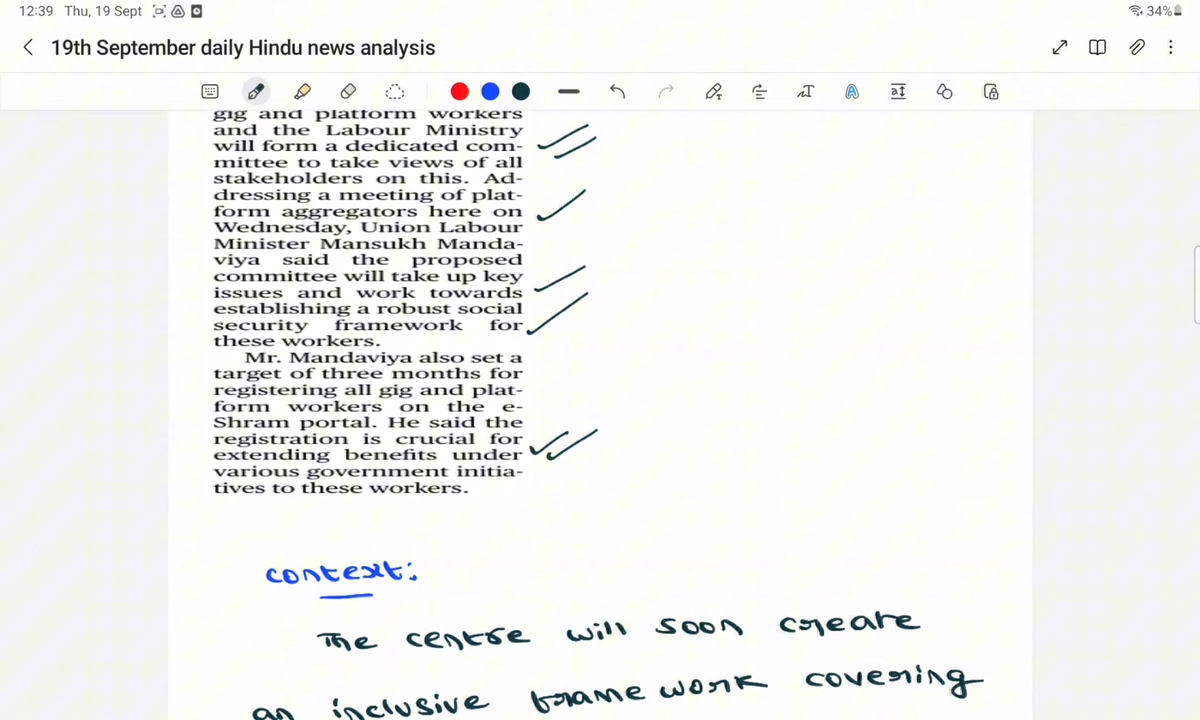 12:39 Thu, 19 Sept
34%
19th September daily Hindu news analysis
gig and platform workers
and the Labour Ministry
will form a dedicated com-
mittee to take views of all
stakeholders on this. Ad-
dressing a meeting of plat-
form aggregators here on
Wednesday, Union Labour
Minister Mansukh Manda-
viya said the proposed
committee will take up key
issues and work towards
establishing a robust social
security framework for
these workers.
Mr. Mandaviya also set a
target of three months for
registering all gig and plat-
form workers on the e-
Shram portal. He said the
registration is crucial for
extending benefits under
various government initia-
tives to these workers.
context:
The centre will soon create
an inclusive frame work covering